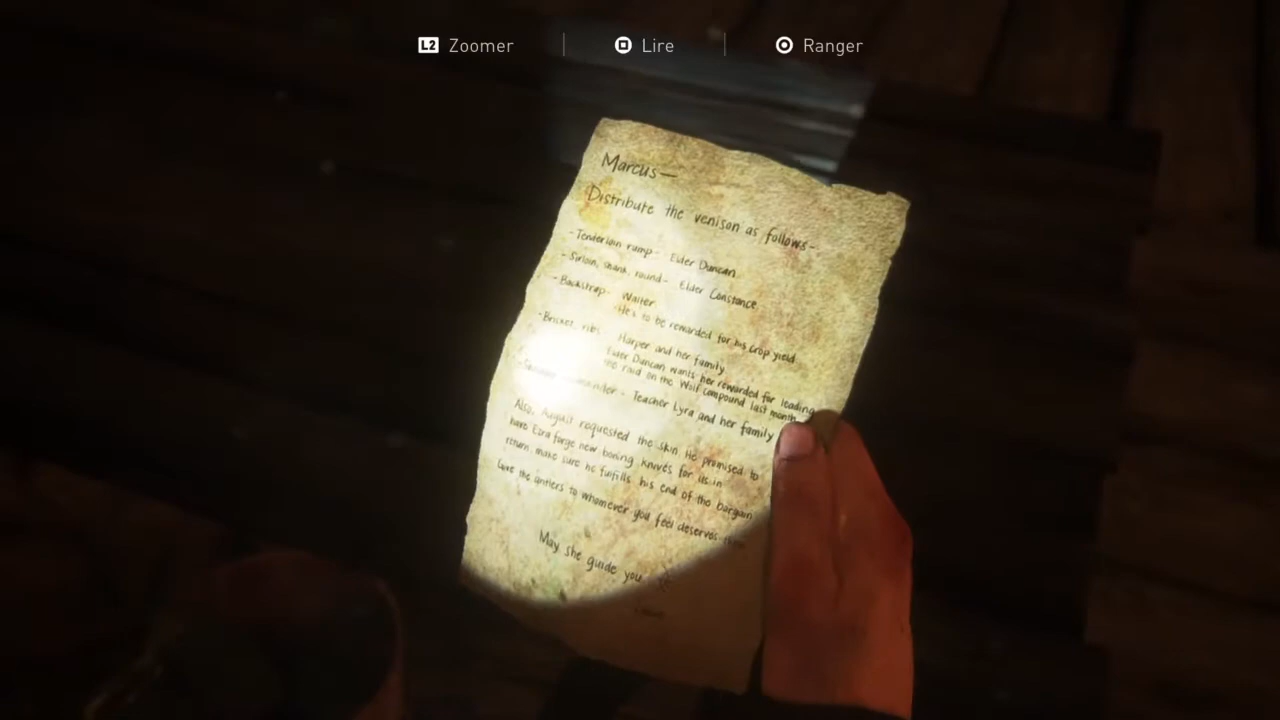 L2 Zoomer
Lire
Ranger
Marcus—
Distribute the venison as follows-
-Tenderloin rump- Elder Duncan
-Sirloin, shank, round- Elder Constance
-Backstrap- Walter
He's to be rewarded for his crop yield.
-Brisket, ribs Harper and her family
Elder Duncan wants her rewarded for leading
the raid on the Wolf compound last month
- Teacher Lyra and her family
Also, August requested the skin. He promised to
have Ezra forge new boning knives for us in
return. make sure he fulfills his end of the bargain
Give the antlers to whomever you feel deserves
May she guide you